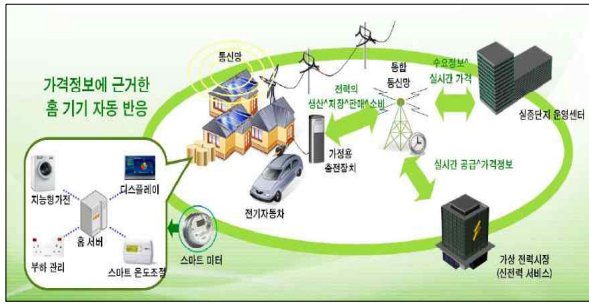 통신망
가격정보에 근거한
홈 기기 자동 반응
전력의
생산^저장^판매^소비
통합
통신망
수요정보^
실시간 가격
실증단지 운영센터
가정용
충전장치
실시간 공급^가격정보
지능형가전
디스플레이
홈 서버
부하 관리
스마트 온도조절
전기자동차
스마트 미터
가상 전력시장
(신전력 서비스)